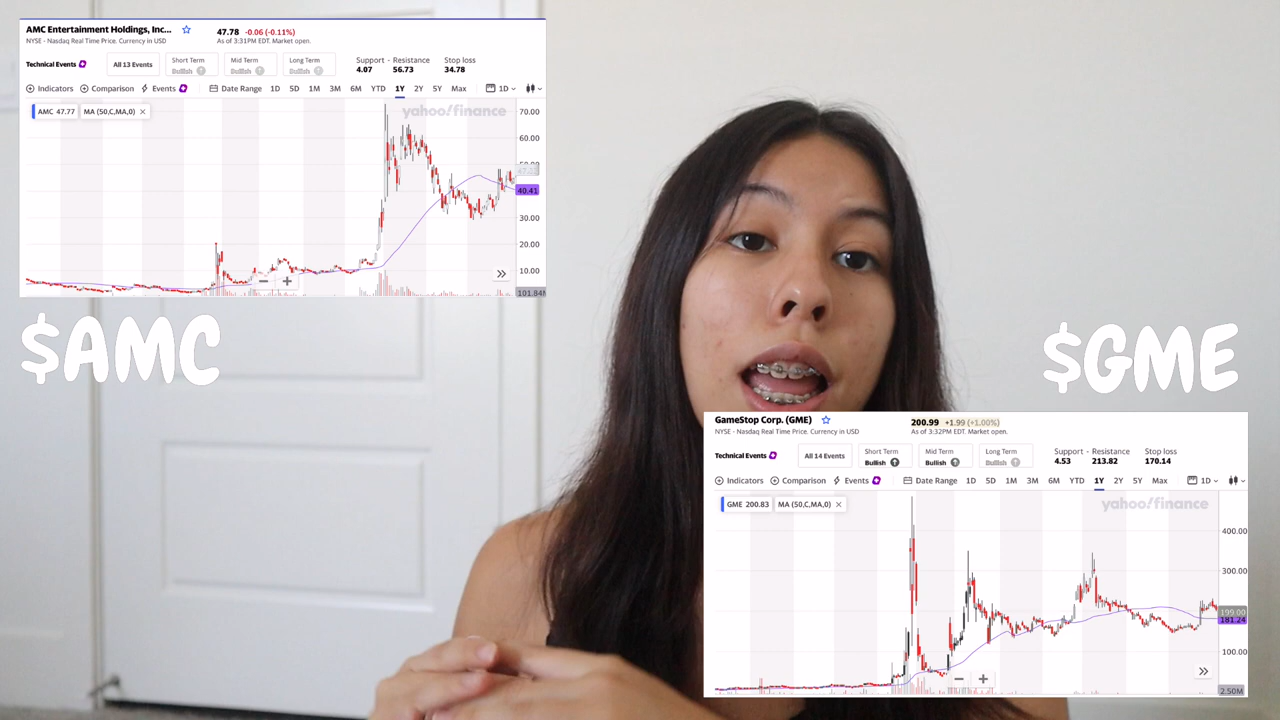 AMC Entertainment Holdings, Inc...
47.78 -0.06 (-0.11%)
NYSE - Nasdaq Real Time Price. Currency in USD
As of 3:31PM EDT. Market open.
Technical Events
All 13 Events
Short Term
Bullish
Mid Term
Bullish
Long Term
Bullish
Support - Resistance
4.07 56.73
Stop loss
34.78
Indicators Comparison Events Date Range 1D 5D 1M 3M 6M YTD 1Y 2Y 5Y Max 1D
AMC 47.77 MA (50,C,MA,0)
yahoo!finance
70.00
60.00
50.00
40.41
30.00
20.00
10.00
101.84M
$AMC
$GME
GameStop Corp. (GME)
200.99 +1.99 (+1.00%)
NYSE - Nasdaq Real Time Price. Currency in USD
As of 3:32PM EDT. Market open.
Technical Events
All 14 Events
Short Term
Bullish
Mid Term
Bullish
Long Term
Bullish
Support - Resistance
4.53 213.82
Stop loss
170.14
Indicators Comparison Events Date Range 1D 5D 1M 3M 6M YTD 1Y 2Y 5Y Max 1D
GME 200.83 MA (50,C,MA,0)
yahoo!finance
400.00
300.00
199.00
181.24
100.00
2.50M